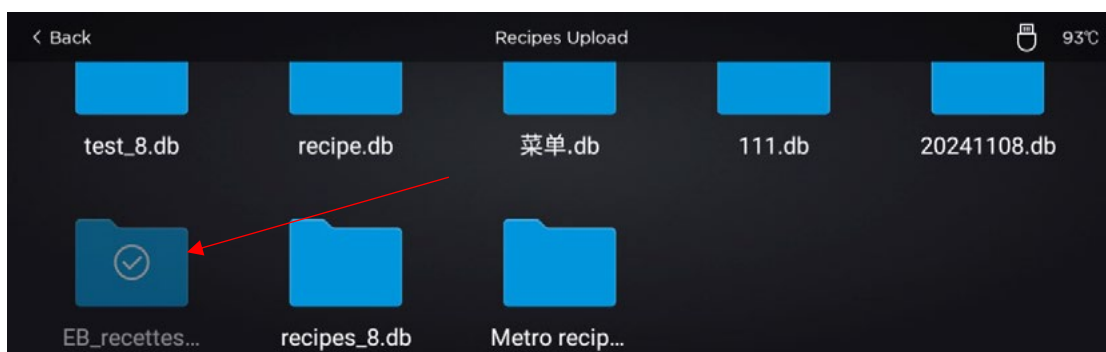 < Back Recipes Upload 93℃
test_8.db recipe.db 菜单.db 111.db 20241108.db
EB_recettes... recipes_8.db Metro recip...